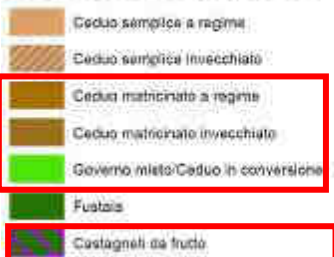 Ceduo semplice a regime
Ceduo semplice invecchiato
Ceduo matricinato a regime
Ceduo matricinato invecchiato
Governo misto/Ceduo in conversione
Fustaia
Castagneti da frutto